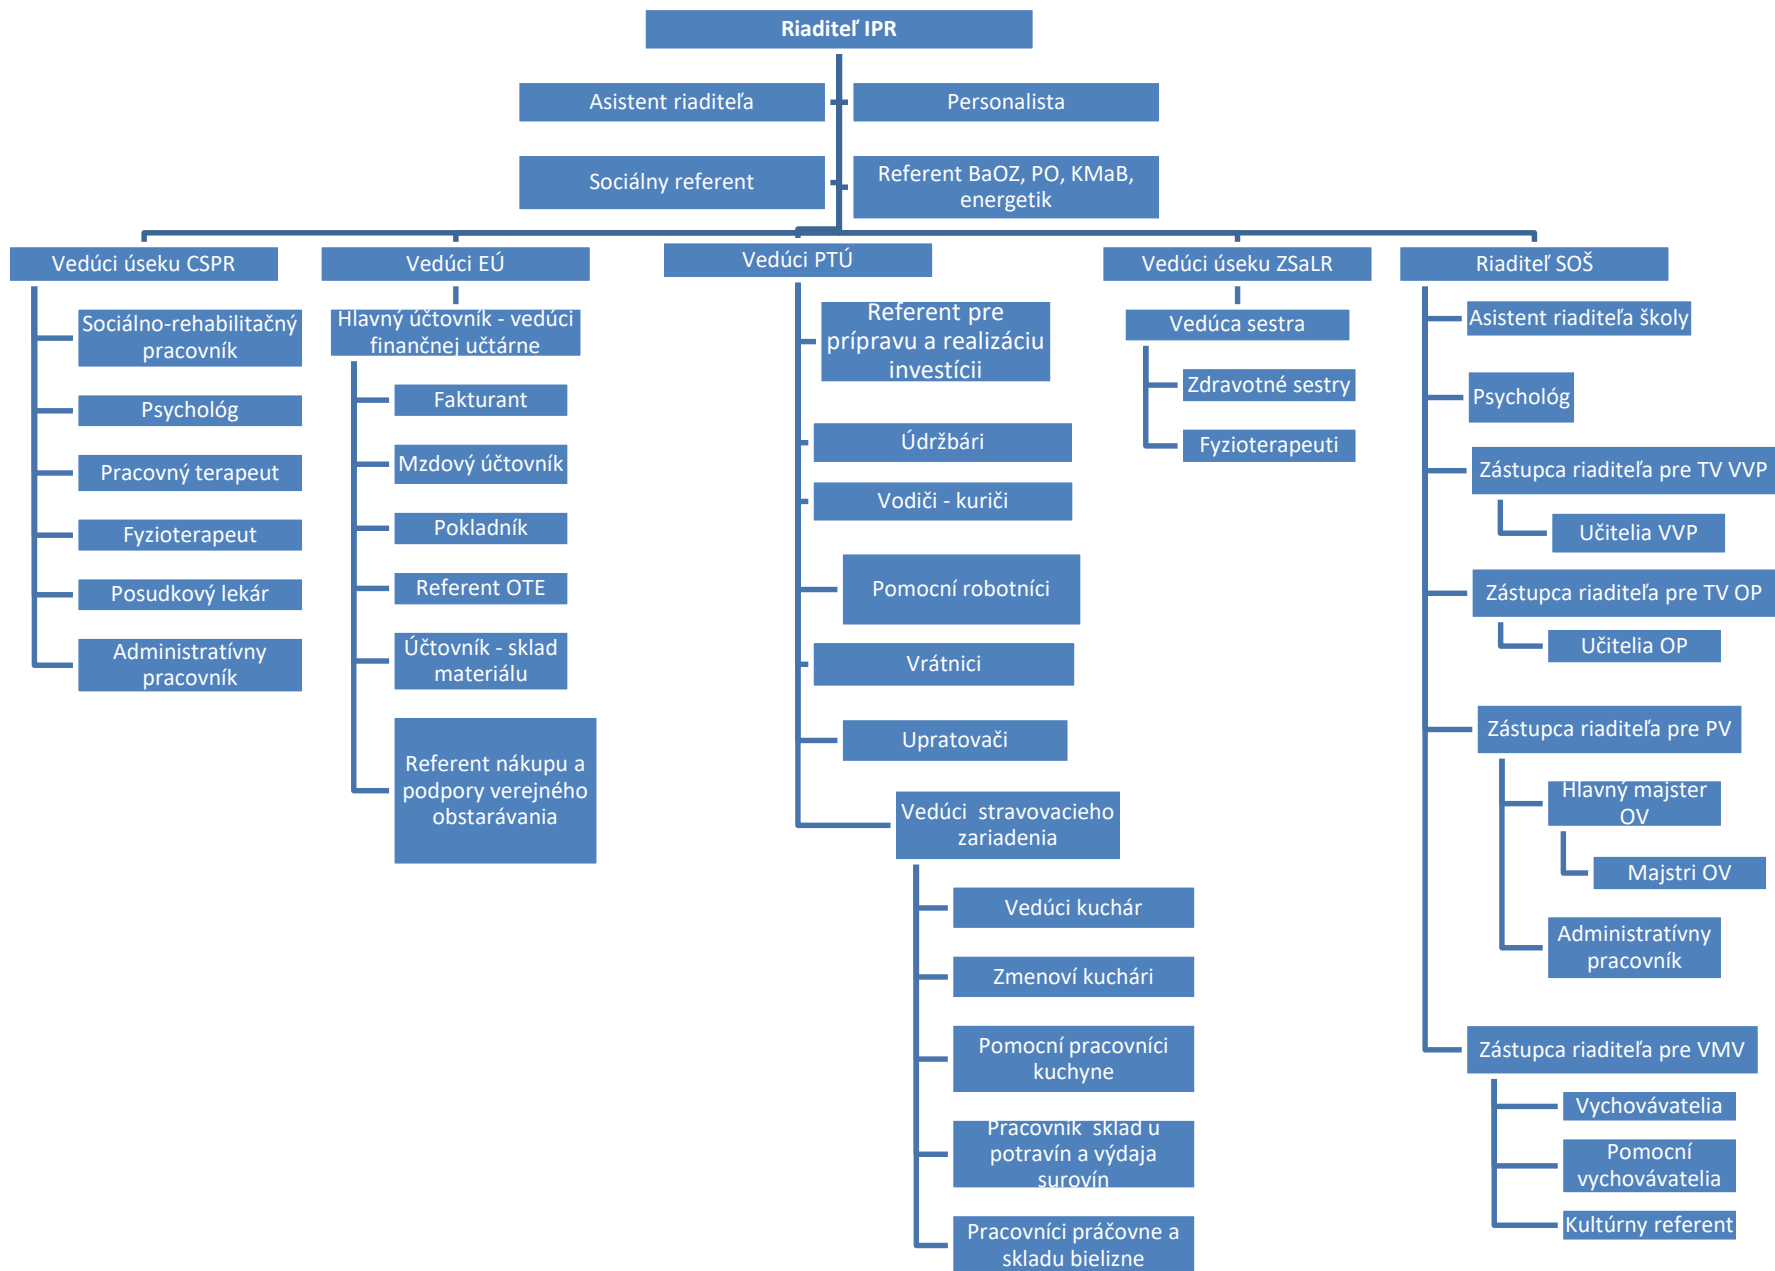 Riaditeľ IPR
Asistent riaditeľa
Personalista
Sociálny referent
Referent BaOZ, PO, KMaB,
energetik
Vedúci úseku CSPR
Sociálno-rehabilitačný
pracovník
Psychológ
Pracovný terapeut
Fyzioterapeut
Posudkový lekár
Administratívny
pracovník
Vedúci EÚ
Hlavný účtovník - vedúci
finančnej učtárne
Fakturant
Mzdový účtovník
Pokladník
Referent OTE
Účtovník - sklad
materiálu
Referent nákupu a
podpory verejného
obstarávania
Vedúci PTÚ
Referent pre
prípravu a realizáciu
investícii
Údržbári
Vodiči - kuriči
Pomocní robotníci
Vrátnici
Upratovači
Vedúci stravovacieho
zariadenia
Vedúci kuchár
Zmenoví kuchári
Pomocní pracovníci
kuchyne
Pracovník sklad u
potravín a výdaja
surovín
Pracovníci práčovne a
skladu bielizne
Vedúci úseku ZSaLR
Vedúca sestra
Zdravotné sestry
Fyzioterapeuti
Riaditeľ SOŠ
Asistent riaditeľa školy
Psychológ
Zástupca riaditeľa pre TV VVP
Učitelia VVP
Zástupca riaditeľa pre TV OP
Učitelia OP
Zástupca riaditeľa pre PV
Hlavný majster
OV
Majstri OV
Administratívny
pracovník
Zástupca riaditeľa pre VMV
Vychovávatelia
Pomocní
vychovávatelia
Kultúrny referent